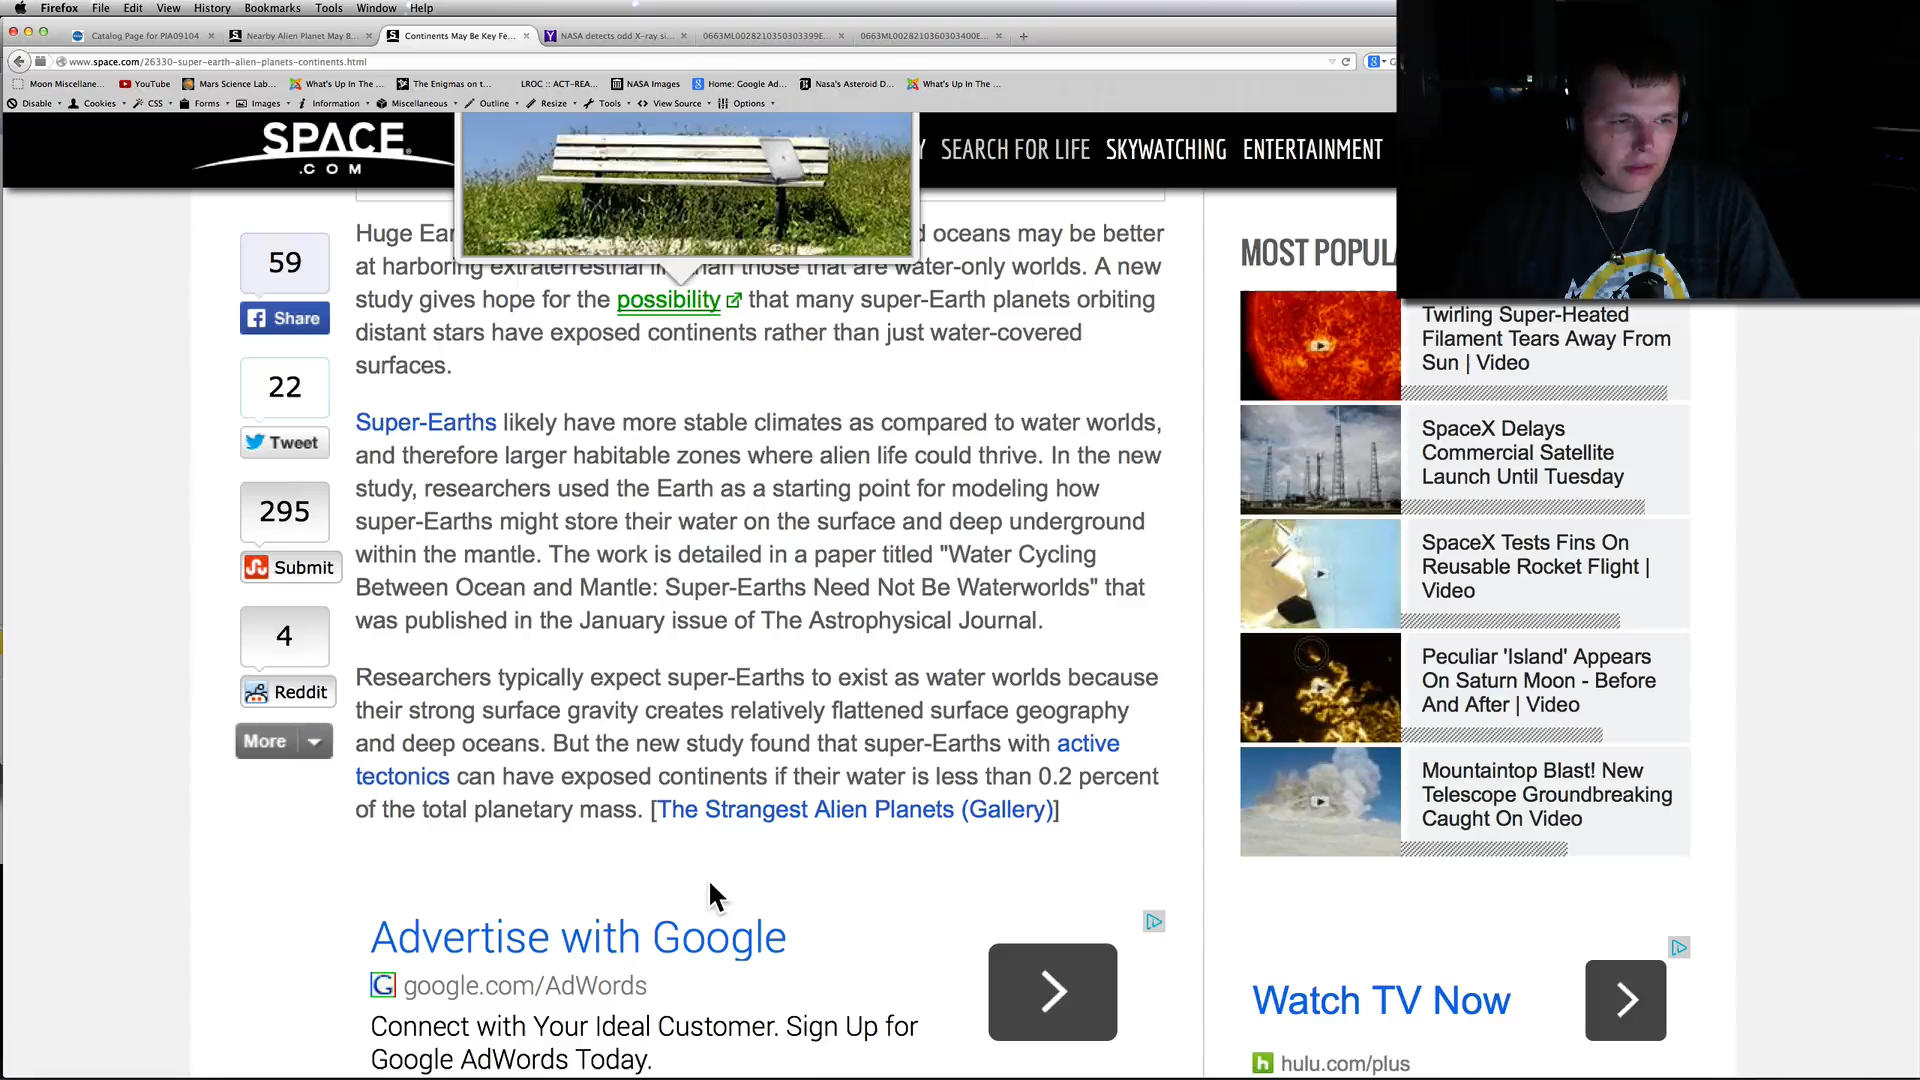 Firefox File Edit View History Bookmarks Tools Window Help
Catalog Page for PIA09104 × Nearby Alien Planet May B... × Continents May Be Key Fe... × NASA detects odd X-ray si... × 0663ML0028210350303399E... × 0663ML0028210360303400E... × +
www.space.com/26330-super-earth-alien-planets-continents.html
Moon Miscellane... YouTube Mars Science Lab... What's Up In The ... The Enigmas on t... LROC :: ACT-REA... NASA Images Home: Google Ad... Nasa's Asteroid D... What's Up In The ...
Disable Cookies CSS Forms Images Information Miscellaneous Outline Resize Tools View Source Options
SPACE
.COM
Y SEARCH FOR LIFE SKYWATCHING ENTERTAINMENT
59
Share
22
Tweet
295
Submit
4
Reddit
More
Huge Ear d oceans may be better
at harboring extraterrestrial than those that are water-only worlds. A new
study gives hope for the possibility that many super-Earth planets orbiting
distant stars have exposed continents rather than just water-covered
surfaces.
Super-Earths likely have more stable climates as compared to water worlds,
and therefore larger habitable zones where alien life could thrive. In the new
study, researchers used the Earth as a starting point for modeling how
super-Earths might store their water on the surface and deep underground
within the mantle. The work is detailed in a paper titled "Water Cycling
Between Ocean and Mantle: Super-Earths Need Not Be Waterworlds" that
was published in the January issue of The Astrophysical Journal.
Researchers typically expect super-Earths to exist as water worlds because
their strong surface gravity creates relatively flattened surface geography
and deep oceans. But the new study found that super-Earths with active
tectonics can have exposed continents if their water is less than 0.2 percent
of the total planetary mass. [The Strangest Alien Planets (Gallery)]
Advertise with Google
google.com/AdWords
Connect with Your Ideal Customer. Sign Up for
Google AdWords Today.
MOST POPULA
Twirling Super-Heated
Filament Tears Away From
Sun | Video
SpaceX Delays
Commercial Satellite
Launch Until Tuesday
SpaceX Tests Fins On
Reusable Rocket Flight |
Video
Peculiar 'Island' Appears
On Saturn Moon - Before
And After | Video
Mountaintop Blast! New
Telescope Groundbreaking
Caught On Video
Watch TV Now
hulu.com/plus